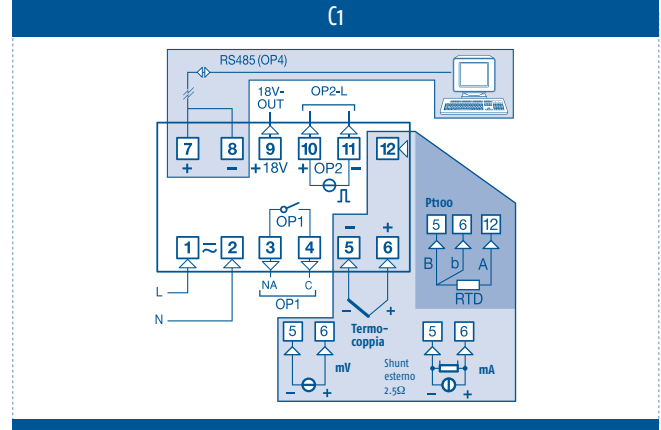 C1
RS485 (OP4)
18V-
OUT
OP2-L
7 8 9 10 11 12
+ − +18V + OP2 −
OP1
Pt100
5 6 12
B b A
RTD
1 ≂ 2 3 4 5 6
− +
NA C
OP1
L
N
− +
Termo-
coppia
5 6
mV
− +
Shunt
esterno
2.5Ω
5 6
mA
− +